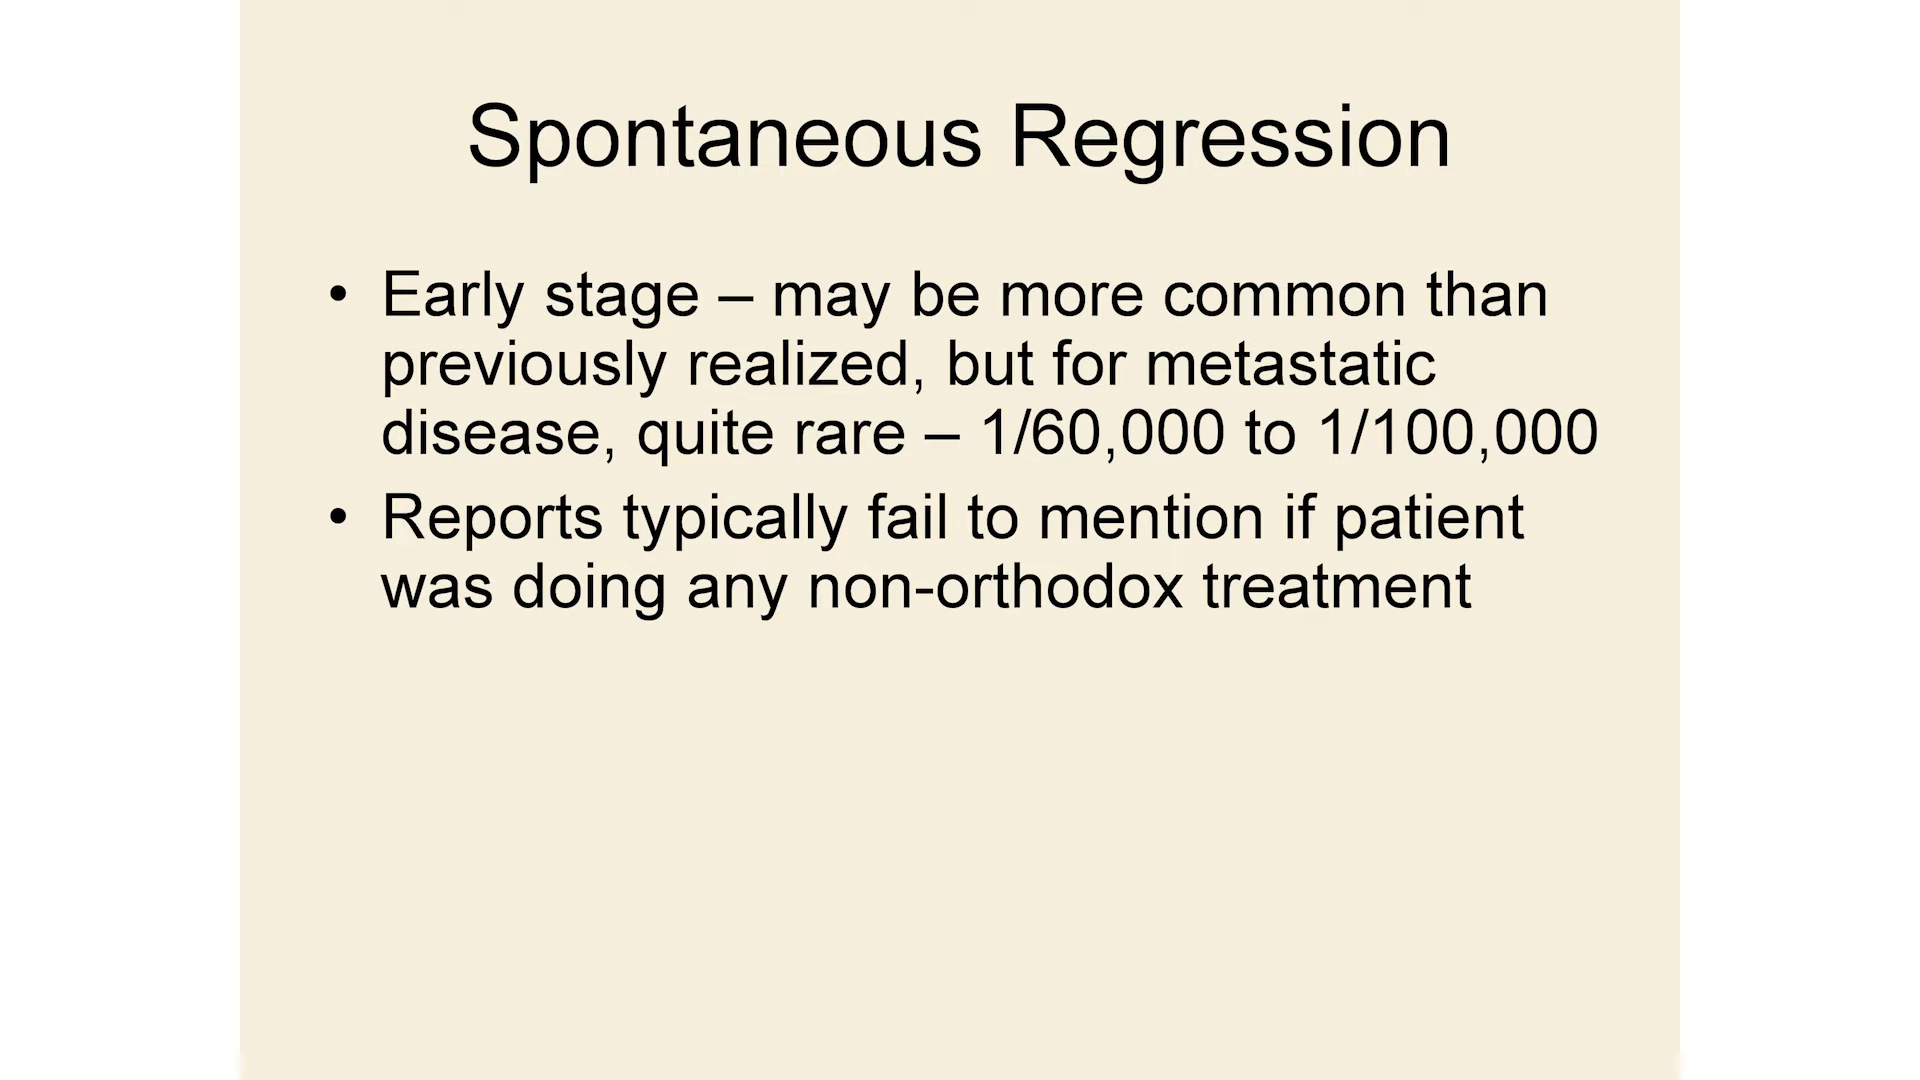 Spontaneous Regression
• Early stage – may be more common than
previously realized, but for metastatic
disease, quite rare – 1/60,000 to 1/100,000
• Reports typically fail to mention if patient
was doing any non-orthodox treatment